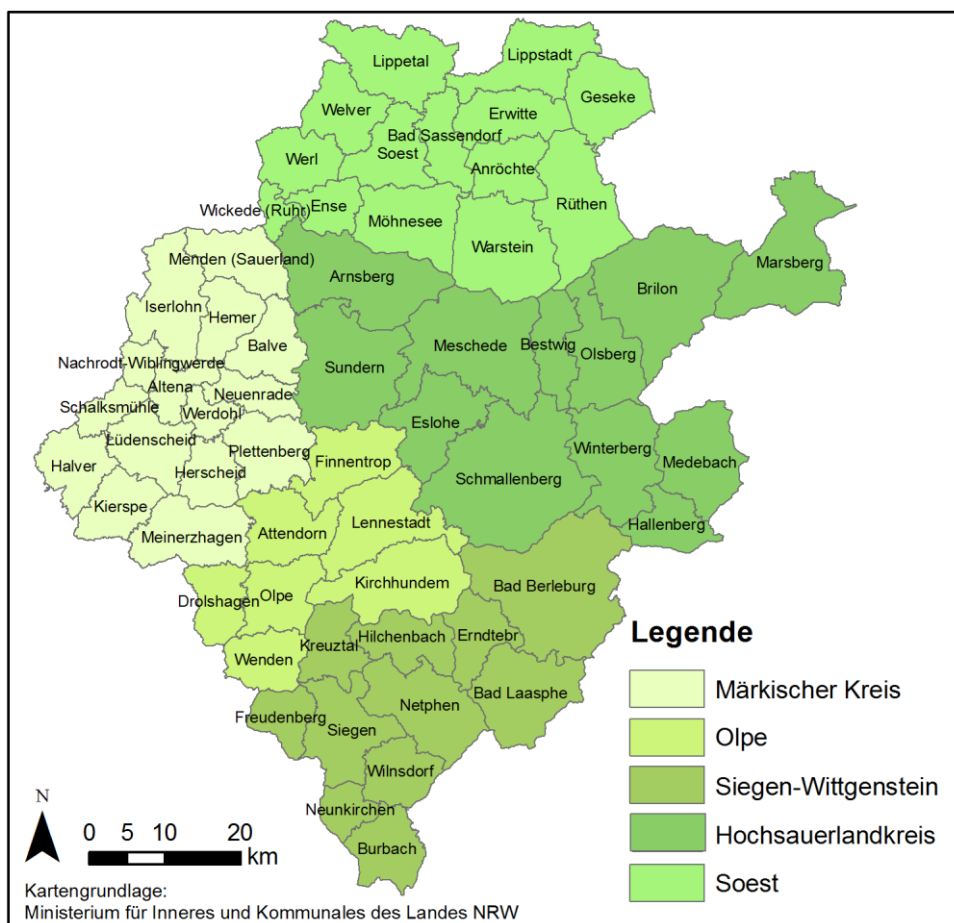 Lippetal
Lippstadt
Geseke
Welver
Erwitte
Bad Sassendorf
Soest
Werl
Anröchte
Rüthen
Ense
Wickede (Ruhr)
Möhnesee
Warstein
Menden (Sauerland)
Arnsberg
Marsberg
Brilon
Iserlohn
Hemer
Balve
Meschede
Bestwig
Olsberg
Sundern
Nachrodt-Wiblingwerde
Altena
Neuenrade
Schalksmühle
Werdohl
Eslohe
Lüdenscheid
Plettenberg
Finnentrop
Winterberg
Medebach
Halver
Herscheid
Schmallenberg
Kierspe
Lennestadt
Hallenberg
Meinerzhagen
Attendorn
Kirchhundem
Bad Berleburg
Drolshagen
Olpe
Hilchenbach
Erndtebr
Kreuztal
Wenden
Bad Laasphe
Netphen
Freudenberg
Siegen
Wilnsdorf
Neunkirchen
Burbach
Legende
Märkischer Kreis
Olpe
Siegen-Wittgenstein
Hochsauerlandkreis
Soest
N
0 5 10 20
km
Kartengrundlage:
Ministerium für Inneres und Kommunales des Landes NRW